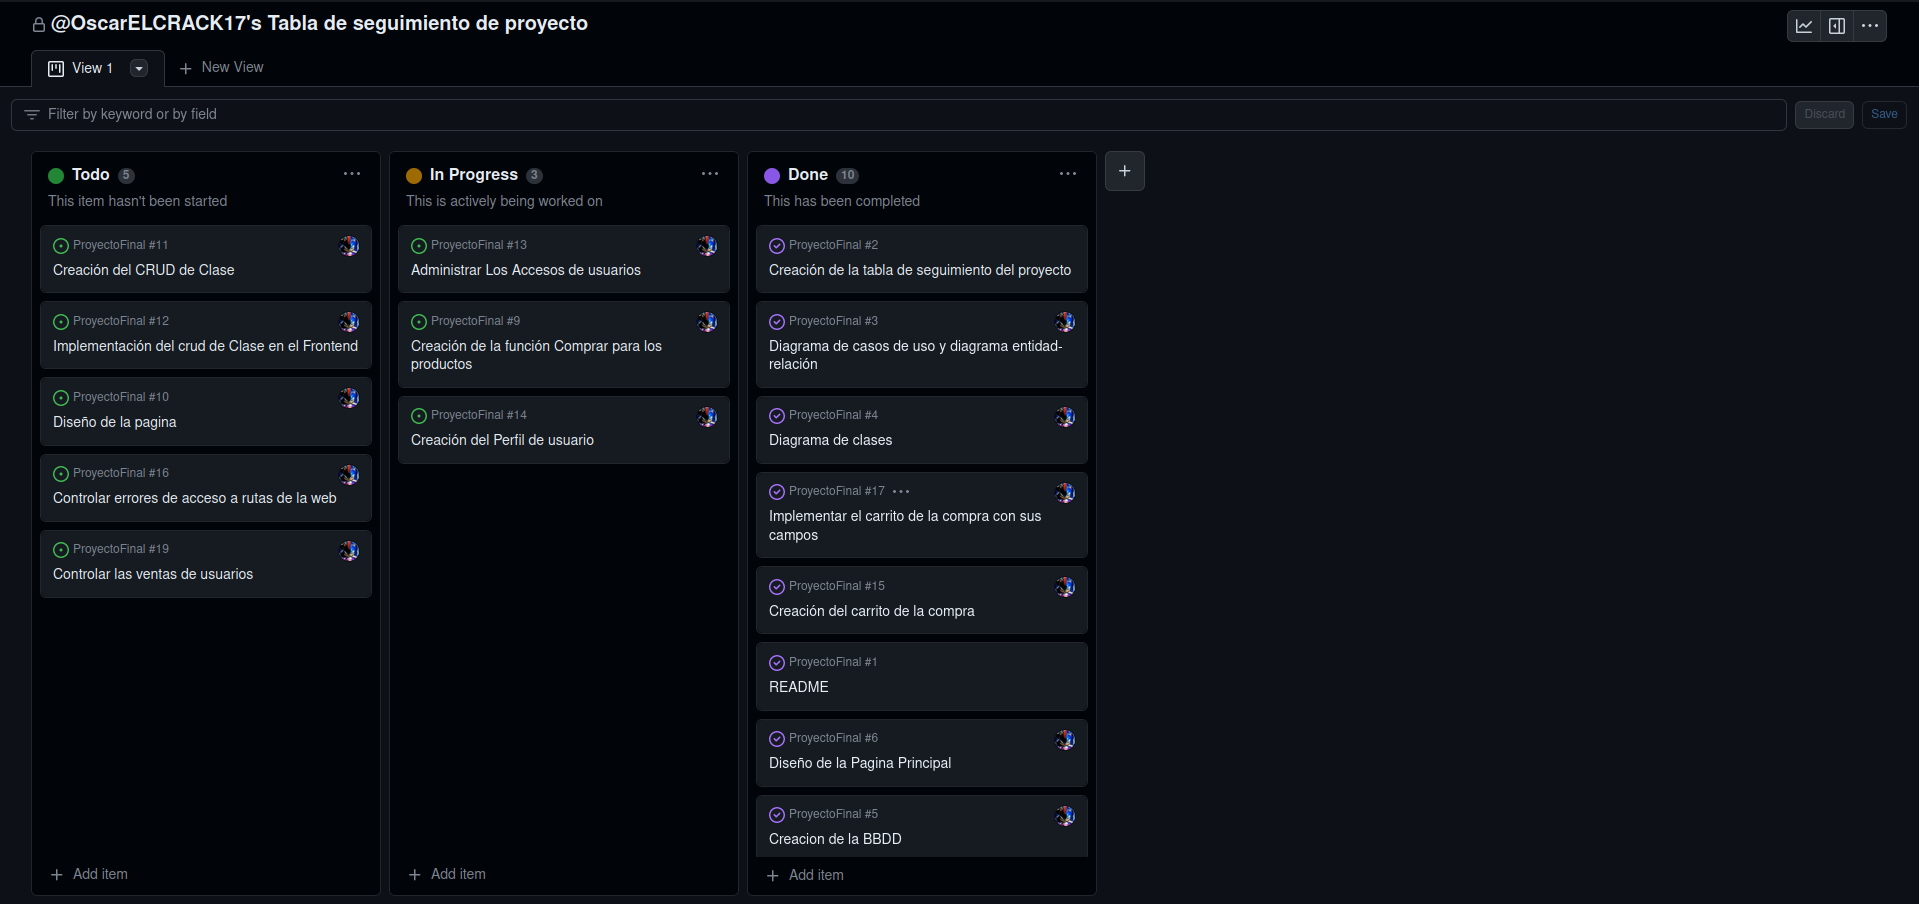 @OscarELCRACK17's Tabla de seguimiento de proyecto
View 1
New View
Filter by keyword or by field
Discard
Save
Todo 5
This item hasn't been started
ProyectoFinal #11
Creación del CRUD de Clase
ProyectoFinal #12
Implementación del crud de Clase en el Frontend
ProyectoFinal #10
Diseño de la pagina
ProyectoFinal #16
Controlar errores de acceso a rutas de la web
ProyectoFinal #19
Controlar las ventas de usuarios
Add item
In Progress 3
This is actively being worked on
ProyectoFinal #13
Administrar Los Accesos de usuarios
ProyectoFinal #9
Creación de la función Comprar para los
productos
ProyectoFinal #14
Creación del Perfil de usuario
Add item
Done 10
This has been completed
ProyectoFinal #2
Creación de la tabla de seguimiento del proyecto
ProyectoFinal #3
Diagrama de casos de uso y diagrama entidad-
relación
ProyectoFinal #4
Diagrama de clases
ProyectoFinal #17
Implementar el carrito de la compra con sus
campos
ProyectoFinal #15
Creación del carrito de la compra
ProyectoFinal #1
README
ProyectoFinal #6
Diseño de la Pagina Principal
ProyectoFinal #5
Creacion de la BBDD
Add item